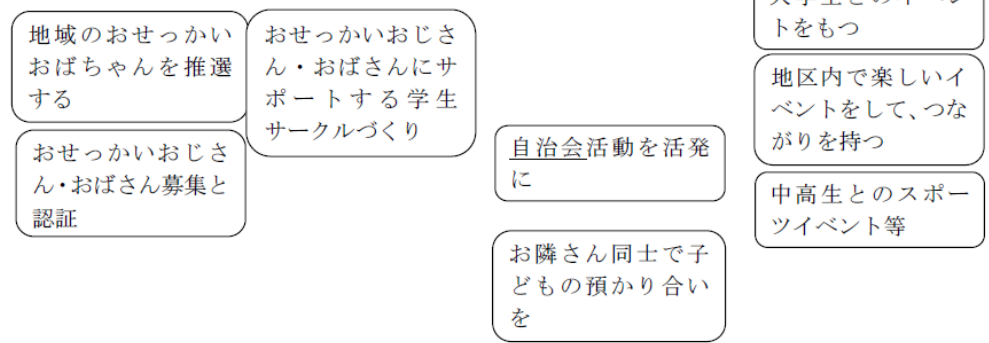 地域のおせっかい
おばちゃんを推選
する
おせっかいおじさ
ん・おばさん募集と
認証
おせっかいおじさ
ん・おばさんにサ
ポートする学生
サークルづくり
自治会活動を活発
に
お隣さん同士で子
どもの預かり合い
を
トをもつ
地区内で楽しいイ
ベントをして、つな
がりを持つ
中高生とのスポー
ツイベント等